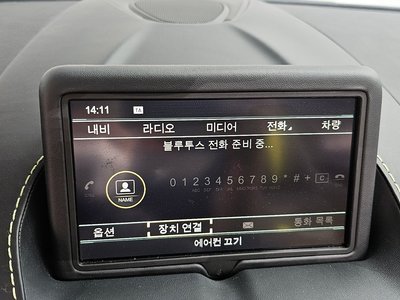 14:11 TA
내비 라디오 미디어 전화 차량
블루투스 전화 준비 중...
0 1 2 3 4 5 6 7 8 9 * # + C
NAME
옵션 장치 연결 통화 목록
에어컨 끄기